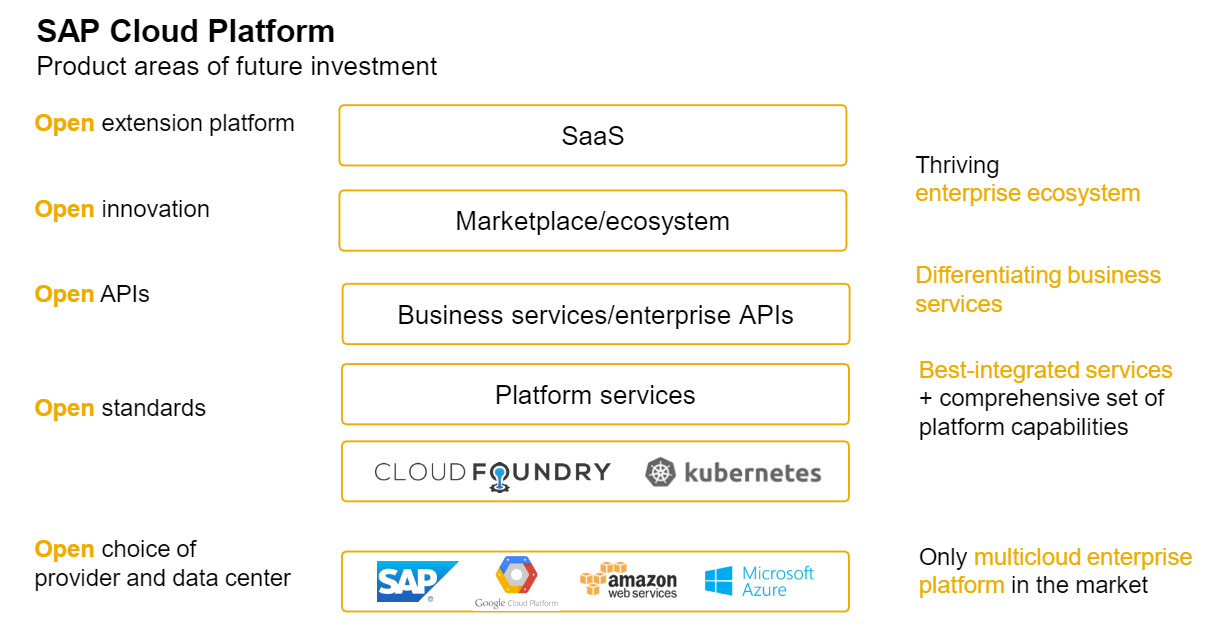 SAP Cloud Platform
Product areas of future investment
Open extension platform
SaaS
Thriving
enterprise ecosystem
Open innovation
Marketplace/ecosystem
Open APIs
Business services/enterprise APIs
Differentiating business
services
Open standards
Platform services
Best-integrated services
+ comprehensive set of
platform capabilities
CLOUD FOUNDRY
kubernetes
Open choice of
provider and data center
SAP
Google Cloud Platform
amazon
web services
Microsoft
Azure
Only multicloud enterprise
platform in the market